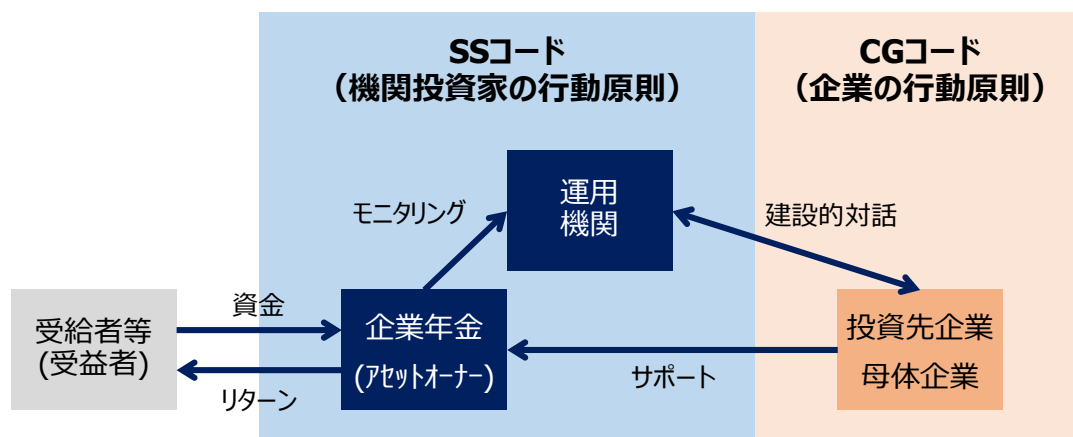 SSコード
(機関投資家の行動原則)
CGコード
(企業の行動原則)
運用
機関
モニタリング
建設的対話
資金
受給者等
(受益者)
企業年金
(アセットオーナー)
投資先企業
母体企業
サポート
リターン